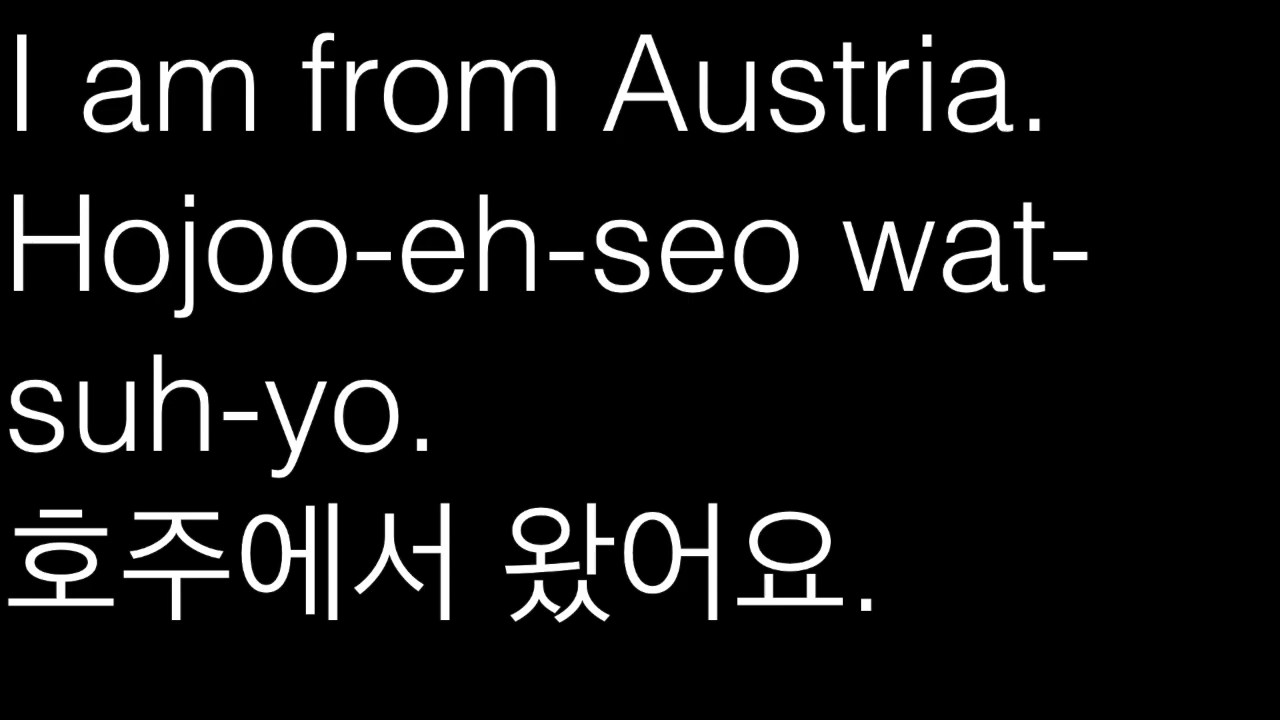 I am from Austria.
Hojoo-eh-seo wat-
suh-yo.
호주에서 왔어요.